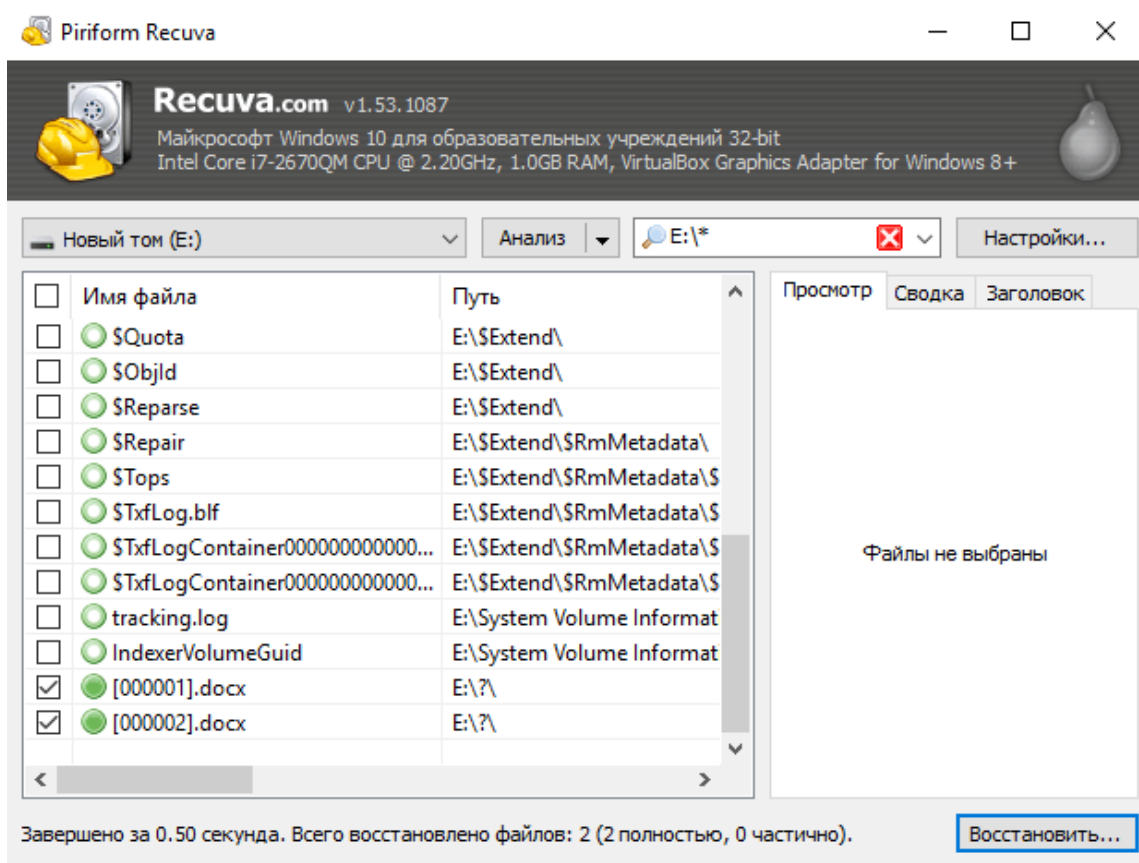 Piriform Recuva
Recuva.com v1.53.1087
Майкрософт Windows 10 для образовательных учреждений 32-bit
Intel Core i7-2670QM CPU @ 2.20GHz, 1.0GB RAM, VirtualBox Graphics Adapter for Windows 8+
Новый том (E:) Анализ E:\* Настройки...
Имя файла Путь Просмотр Сводка Заголовок
$Quota E:\$Extend\
$ObjId E:\$Extend\
$Reparse E:\$Extend\
$Repair E:\$Extend\$RmMetadata\
$Tops E:\$Extend\$RmMetadata\$
$TxfLog.blf E:\$Extend\$RmMetadata\$
$TxfLogContainer000000000000... E:\$Extend\$RmMetadata\$
Файлы не выбраны
$TxfLogContainer000000000000... E:\$Extend\$RmMetadata\$
tracking.log E:\System Volume Informat
IndexerVolumeGuid E:\System Volume Informat
[000001].docx E:\?\
[000002].docx E:\?\
Завершено за 0.50 секунда. Всего восстановлено файлов: 2 (2 полностью, 0 частично). Восстановить...